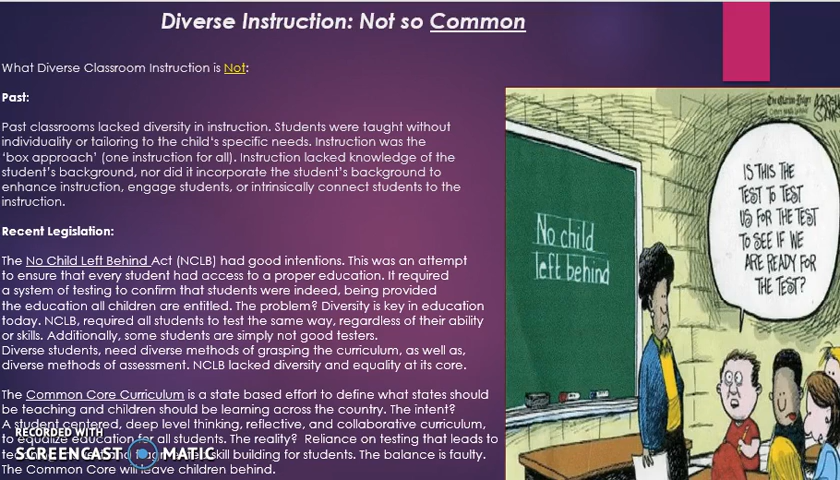 Diverse Instruction: Not so Common
What Diverse Classroom Instruction is Not:
Past:
Past classrooms lacked diversity in instruction. Students were taught without
individuality or tailoring to the child's specific needs. Instruction was the
'box approach' (one instruction for all). Instruction lacked knowledge of the
student's background, nor did it incorporate the student's background to
enhance instruction, engage students, or intrinsically connect students to the
instruction.
Recent Legislation:
The No Child Left Behind Act (NCLB) had good intentions. This was an attempt
to ensure that every student had access to a proper education. It required
a system of testing to confirm that students were indeed, being provided
the education all children are entitled. The problem? Diversity is key in education
today. NCLB, required all students to test the same way, regardless of their ability
or skills. Additionally, some students are simply not good testers.
Diverse students, need diverse methods of grasping the curriculum, as well as,
diverse methods of assessment. NCLB lacked diversity and equality at its core.
The Common Core Curriculum is a state based effort to define what states should
be teaching and children should be learning across the country. The intent?
A student centered, deep level thinking, reflective, and collaborative curriculum,
to equalize education for all students. The reality? Reliance on testing that leads to
skill building for students. The balance is faulty.
The Common Core will leave children behind.
RECORDED WITH
SCREENCAST MATIC
No child
left behind
IS THIS THE
TEST TO TEST
US FOR THE TEST
TO SEE IF WE
ARE READY FOR
THE TEST?